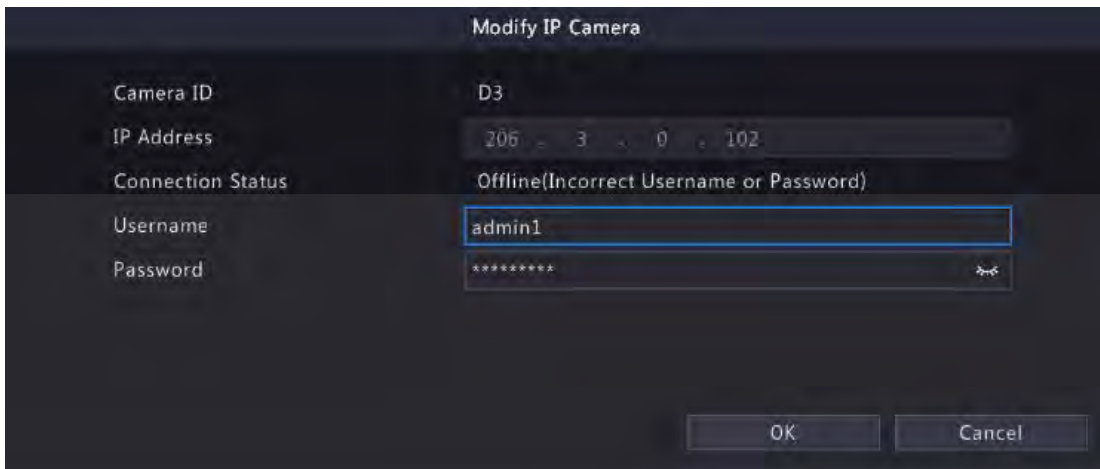 Modify IP Camera
Camera ID D3
IP Address 206 . 3 . 0 . 102
Connection Status Offline(Incorrect Username or Password)
Username admin1
Password *********
OK Cancel